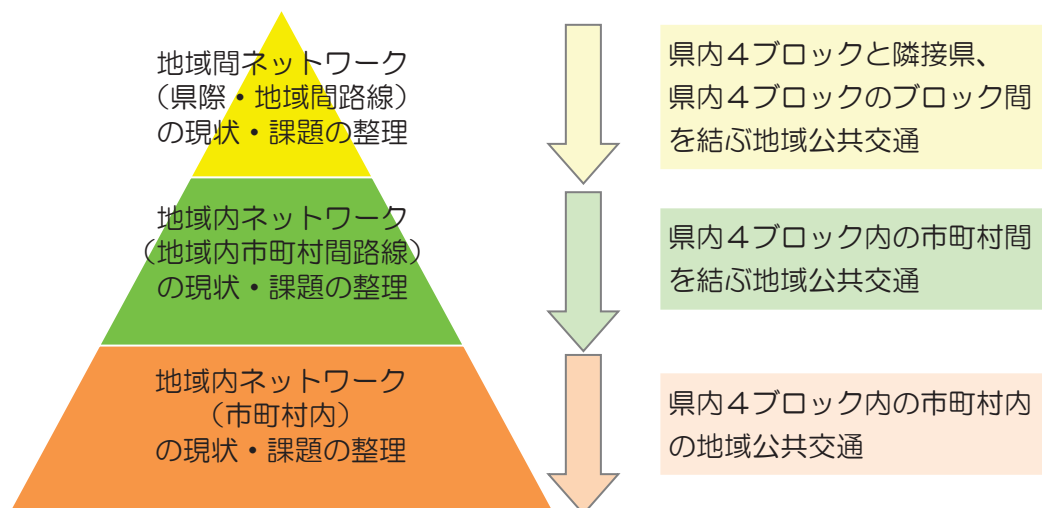 地域間ネットワーク
（県際・地域間路線）
の現状・課題の整理
県内４ブロックと隣接県、
県内４ブロックのブロック間
を結ぶ地域公共交通
地域内ネットワーク
（地域内市町村間路線）
の現状・課題の整理
県内４ブロック内の市町村間
を結ぶ地域公共交通
地域内ネットワーク
（市町村内）
の現状・課題の整理
県内４ブロック内の市町村内
の地域公共交通